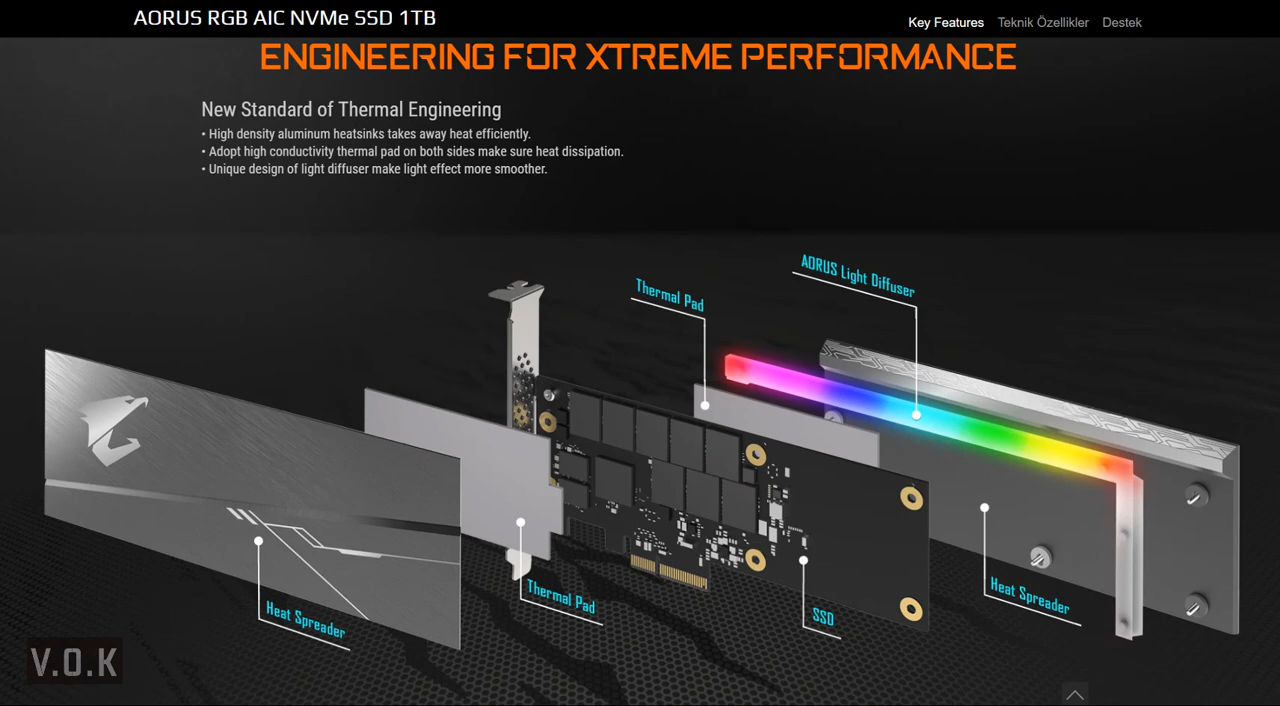 AORUS RGB AIC NVMe SSD 1TB
Key Features Teknik Özellikler Destek
ENGINEERING FOR XTREME PERFORMANCE
New Standard of Thermal Engineering
• High density aluminum heatsinks takes away heat efficiently.
• Adopt high conductivity thermal pad on both sides make sure heat dissipation.
• Unique design of light diffuser make light effect more smoother.
AORUS Light Diffuser
Thermal Pad
Thermal Pad
Heat Spreader
SSD
Heat Spreader
V.O.K